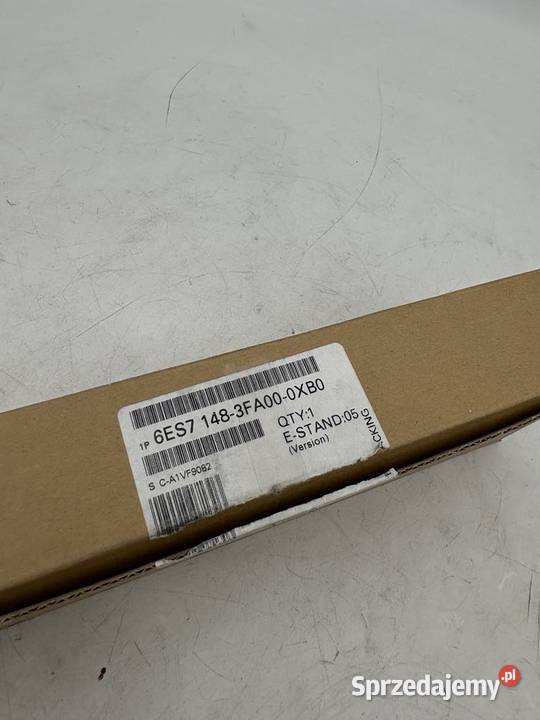 1P 6ES7 148-3FA00-0XB0
QTY:1
E-STAND:05
(Version)
S C-A1VF9082
Sprzedajemy.pl